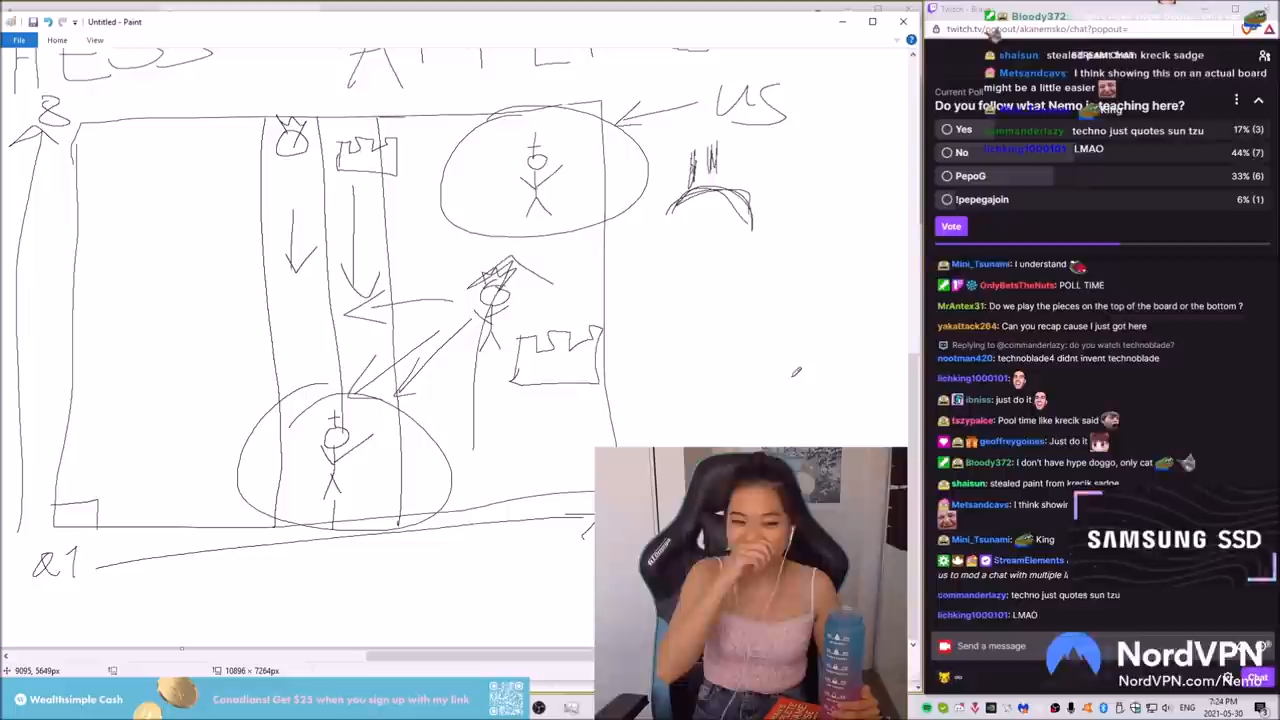 Untitled - Paint
File
Home
View
8
US
a1
9095, 5649px
10896 × 7264px
Wealthsimple Cash
Canadians! Get $25 when you sign up with my link
Bloody372:
twitch.tv/popout/akanemsko/chat?popout=
shaisun: stealed paint from krecik sadge
Metsandcavs: I think showing this on an actual board
might be a little easier
Current Poll
Do you follow what Nemo is teaching here?
King
Yes
17% (3)
commanderlazy: techno just quotes sun tzu
lichking1000101: LMAO
No
44% (7)
PepoG
33% (6)
!pepegajoin
6% (1)
Vote
Mini_Tsunami: I understand
OnlyBetsTheNuts: POLL TIME
MrAntex31: Do we play the pieces on the top of the board or the bottom ?
yakattack264: Can you recap cause I just got here
Replying to @commanderlazy: do you watch technoblade?
nootman420: technoblade4 didnt invent technoblade
lichking1000101:
ibniss: just do it
tszypaice: Pool time like krecik said
geoffreygoines: Just do it
Bloody372: I don't have hype doggo, only cat
shaisun: stealed paint from krecik sadge
Metsandcavs: I think showin
Mini_Tsunami: King
StreamElements
us to mod a chat with multiple l
commanderlazy: techno just quotes sun tzu
lichking1000101: LMAO
SAMSUNG SSD
Send a message
NordVPN
NordVPN.com/Nemo
Chat
ENG
7:24 PM
2021-05-30